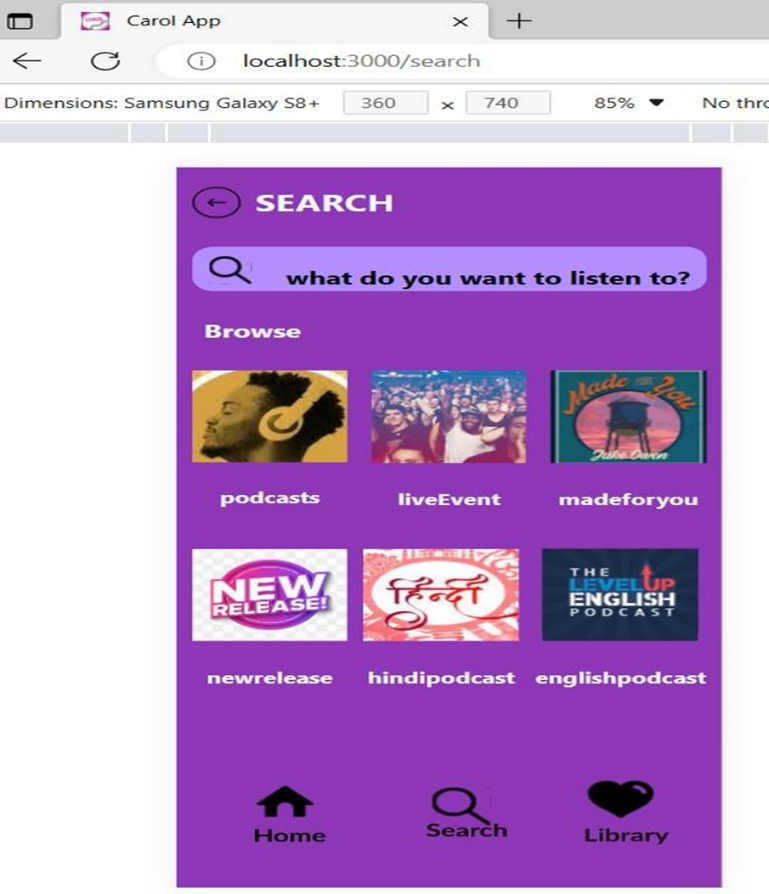 Carol App
localhost:3000/search
Dimensions: Samsung Galaxy S8+ 360 x 740 85% No thro
SEARCH
what do you want to listen to?
Browse
Made FOR You
Jake Owen
podcasts liveEvent madeforyou
NEW
RELEASE!
हिन्दी
THE
LEVEL UP
ENGLISH
PODCAST
newrelease hindipodcast englishpodcast
Home Search Library